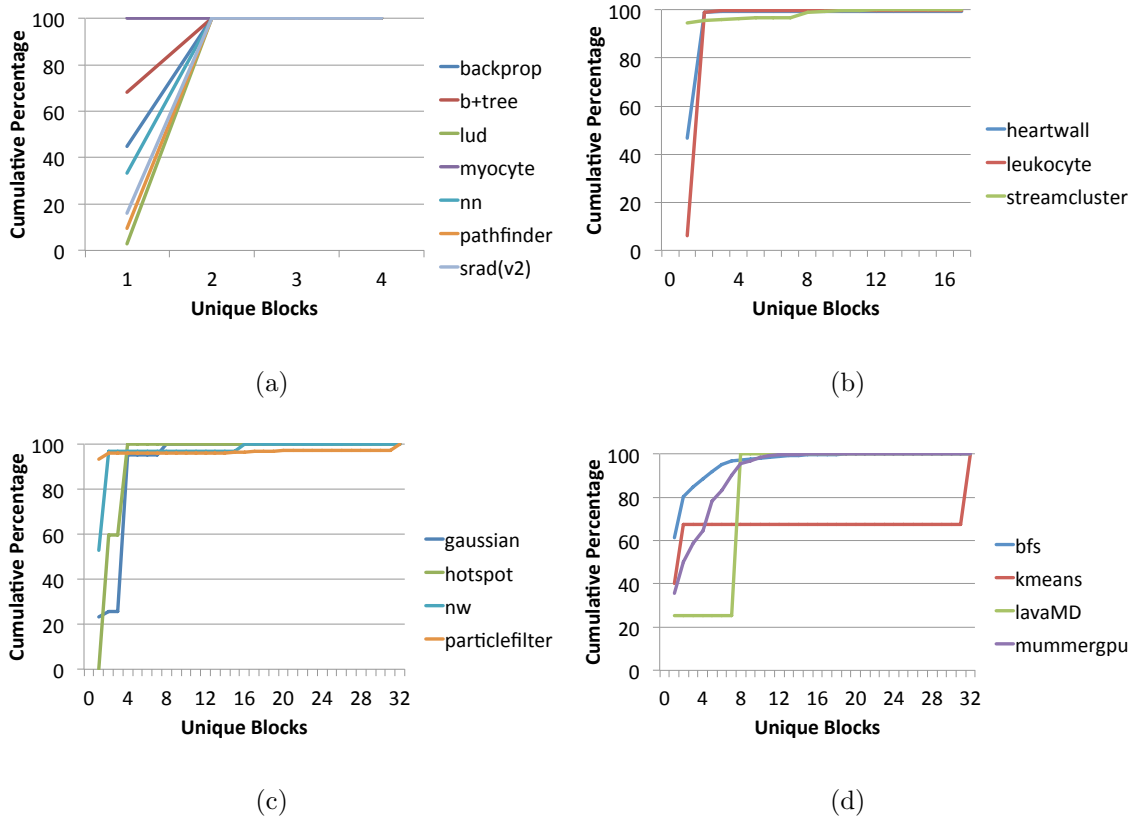 100
80
60
40
20
0
Cumulative Percentage
1 2 3 4
Unique Blocks
backprop
b+tree
lud
myocyte
nn
pathfinder
srad(v2)
(a)
100
80
60
40
20
0
Cumulative Percentage
0 4 8 12 16
Unique Blocks
heartwall
leukocyte
streamcluster
(b)
100
80
60
40
20
0
Cumulative Percentage
0 4 8 12 16 20 24 28 32
Unique Blocks
gaussian
hotspot
nw
particlefilter
(c)
100
80
60
40
20
0
Cumulative Percentage
0 4 8 12 16 20 24 28 32
Unique Blocks
bfs
kmeans
lavaMD
mummergpu
(d)